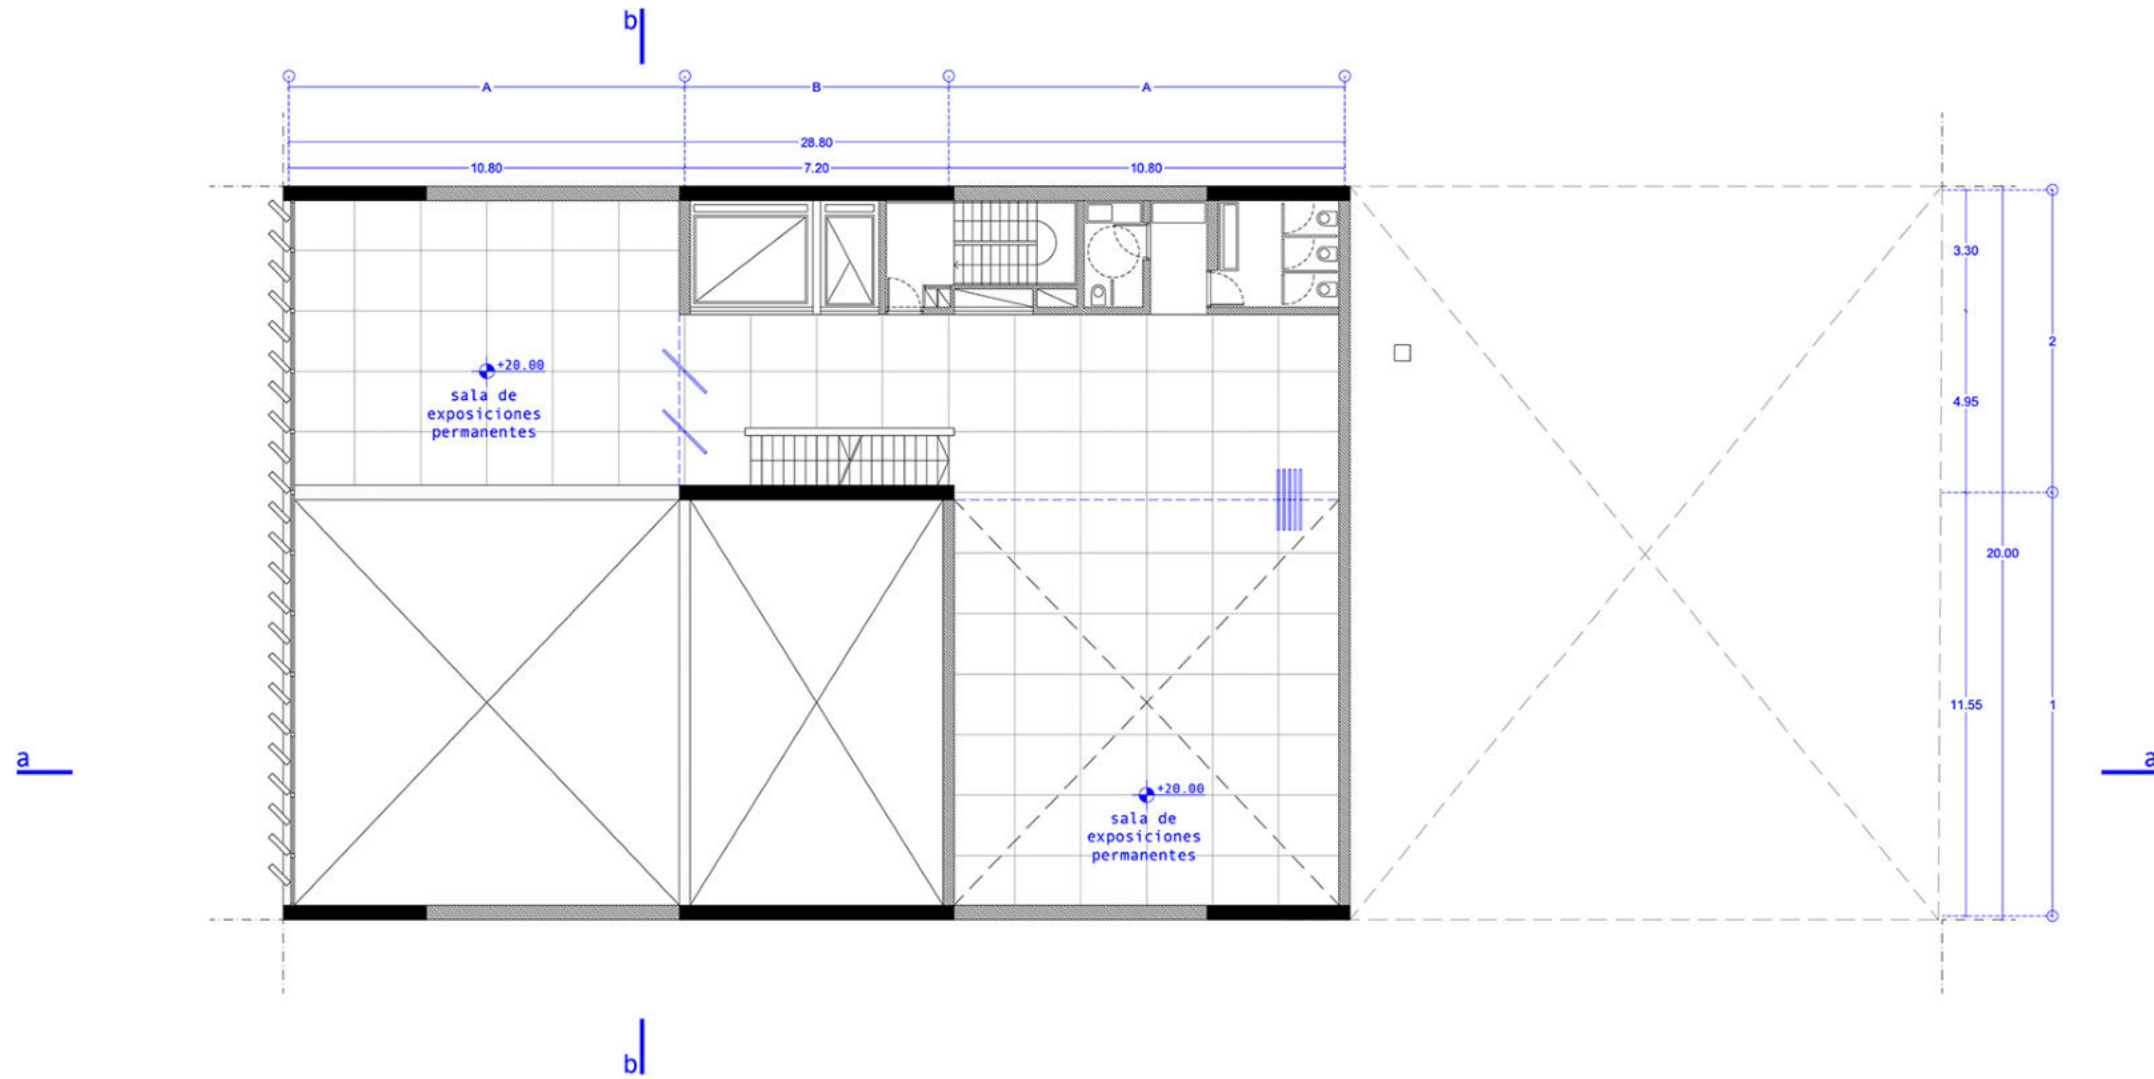 b
A B A
28.80
10.80 7.20 10.80
3.30
2
+20.00
sala de
exposiciones
permanentes
4.95
20.00
11.55 1
a a
+20.00
sala de
exposiciones
permanentes
b